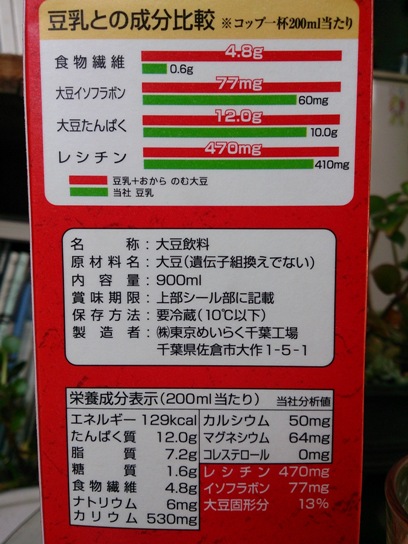 豆乳との成分比較 ※コップ一杯200ml当たり
食物繊維 4.8g
0.6g
大豆イソフラボン 77mg
60mg
大豆たんぱく 12.0g
10.0g
レシチン 470mg
410mg
豆乳+おから のむ大豆
当社 豆乳
名称:大豆飲料
原材料名:大豆(遺伝子組換えでない)
内容量:900ml
賞味期限:上部シール部に記載
保存方法:要冷蔵(10℃以下)
製造者:㈱東京めいらく千葉工場
千葉県佐倉市大作1-5-1
栄養成分表示(200ml当たり) 当社分析値
エネルギー 129kcal
たんぱく質 12.0g
脂質 7.2g
糖質 1.6g
食物繊維 4.8g
ナトリウム 6mg
カリウム 530mg
カルシウム 50mg
マグネシウム 64mg
コレステロール 0mg
レシチン 470mg
イソフラボン 77mg
大豆固形分 13%